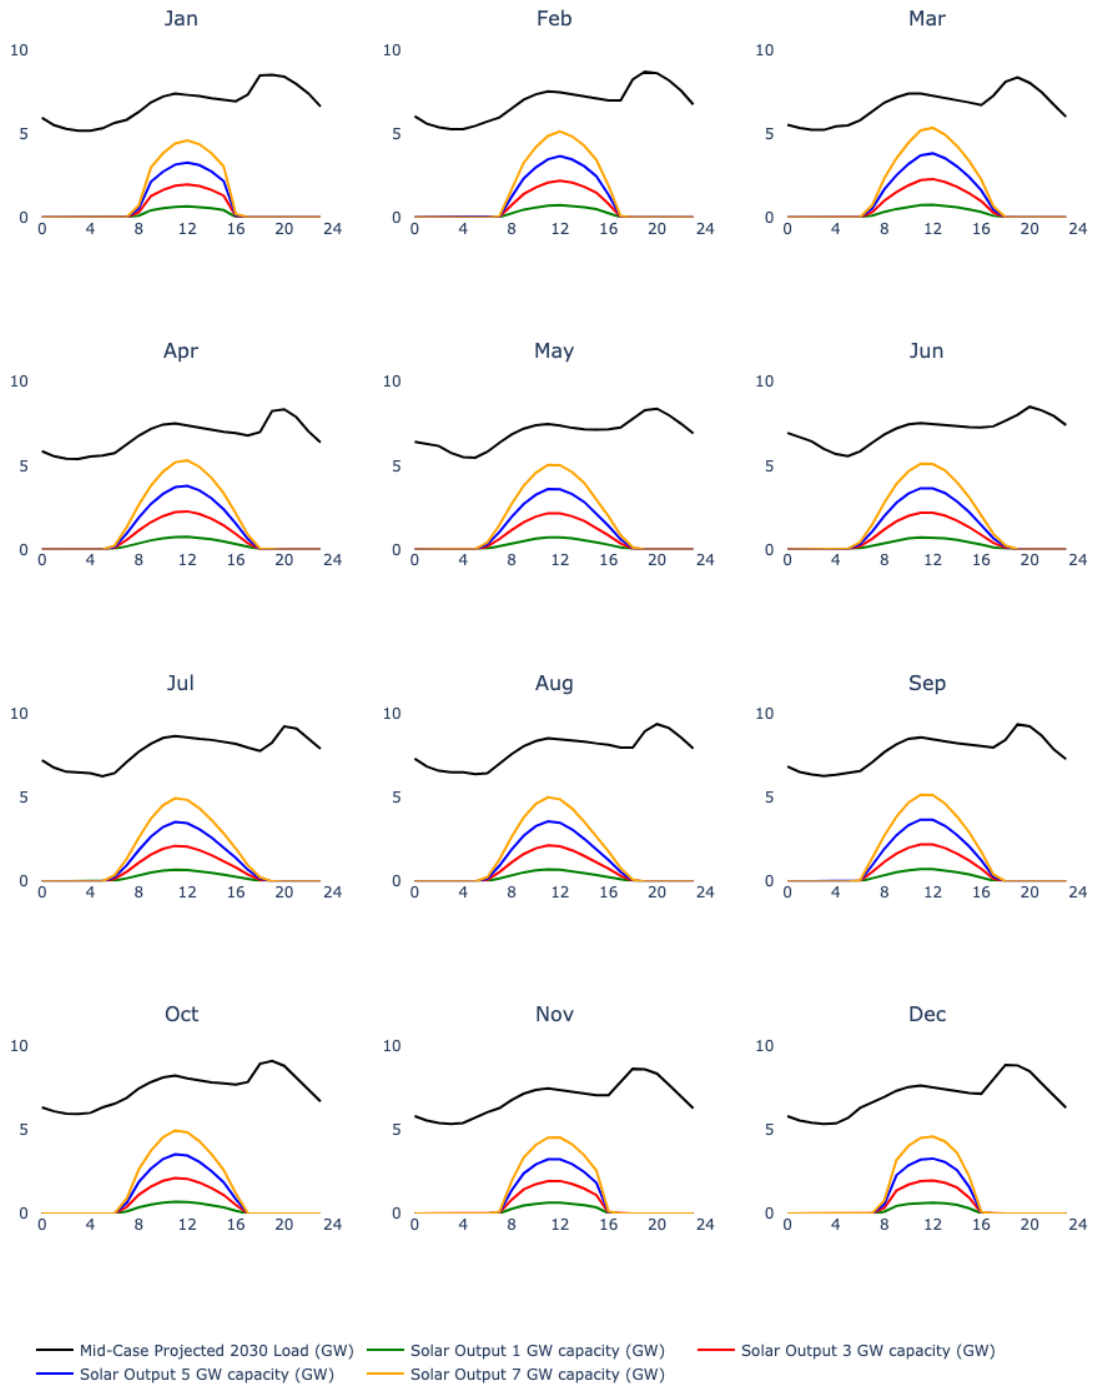 Jan Feb Mar
10 10 10
5 5 5
0 0 0
0 4 8 12 16 20 24 0 4 8 12 16 20 24 0 4 8 12 16 20 24
Apr May Jun
10 10 10
5 5 5
0 0 0
0 4 8 12 16 20 24 0 4 8 12 16 20 24 0 4 8 12 16 20 24
Jul Aug Sep
10 10 10
5 5 5
0 0 0
0 4 8 12 16 20 24 0 4 8 12 16 20 24 0 4 8 12 16 20 24
Oct Nov Dec
10 10 10
5 5 5
0 0 0
0 4 8 12 16 20 24 0 4 8 12 16 20 24 0 4 8 12 16 20 24
Mid-Case Projected 2030 Load (GW) Solar Output 1 GW capacity (GW) Solar Output 3 GW capacity (GW)
Solar Output 5 GW capacity (GW) Solar Output 7 GW capacity (GW)